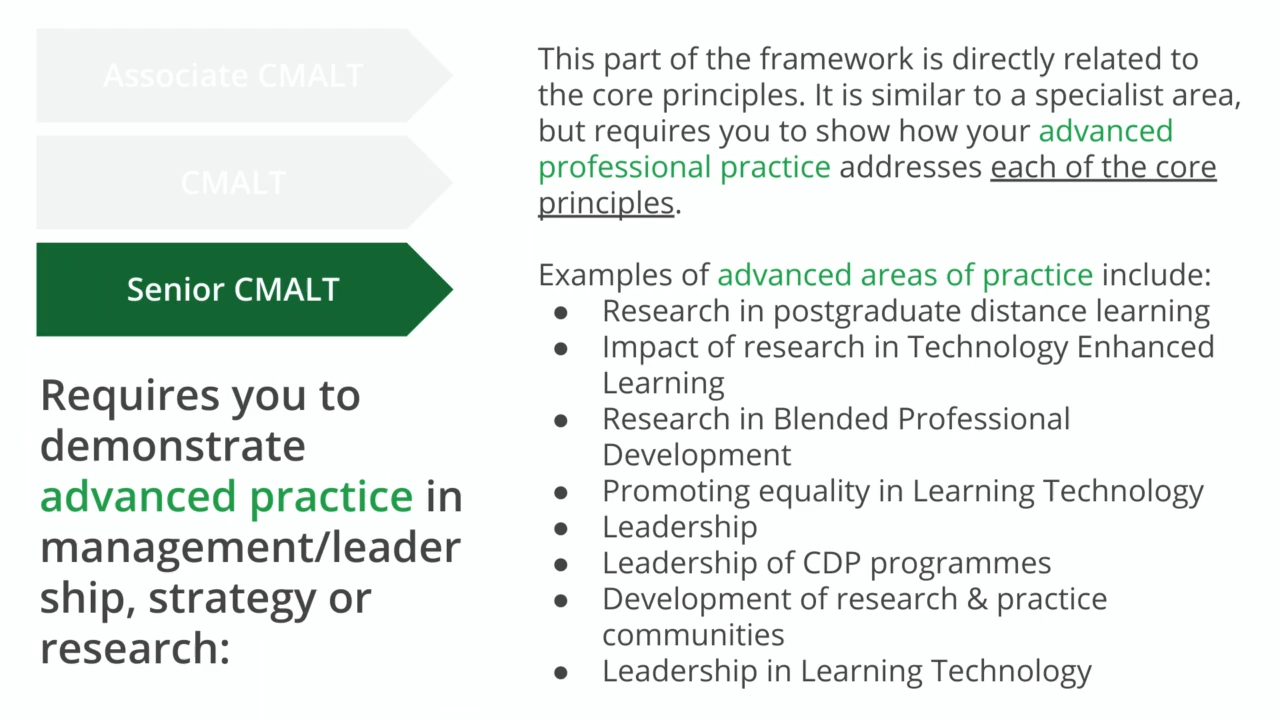 Associate CMALT
CMALT
Senior CMALT
Requires you to
demonstrate
advanced practice in
management/leader
ship, strategy or
research:
This part of the framework is directly related to
the core principles. It is similar to a specialist area,
but requires you to show how your advanced
professional practice addresses each of the core
principles.
Examples of advanced areas of practice include:
● Research in postgraduate distance learning
● Impact of research in Technology Enhanced
Learning
● Research in Blended Professional
Development
● Promoting equality in Learning Technology
● Leadership
● Leadership of CDP programmes
● Development of research & practice
communities
● Leadership in Learning Technology